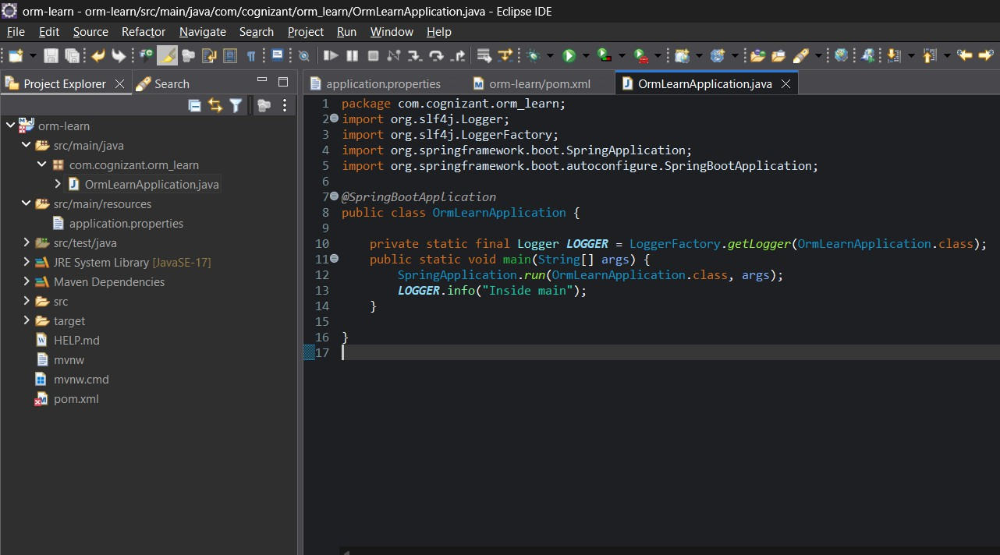 orm-learn - orm-learn/src/main/java/com/cognizant/orm_learn/OrmLearnApplication.java - Eclipse IDE
File Edit Source Refactor Navigate Search Project Run Window Help
Project Explorer Search
application.properties orm-learn/pom.xml OrmLearnApplication.java
orm-learn
src/main/java
com.cognizant.orm_learn
OrmLearnApplication.java
src/main/resources
application.properties
src/test/java
JRE System Library [JavaSE-17]
Maven Dependencies
src
target
HELP.md
mvnw
mvnw.cmd
pom.xml
1 package com.cognizant.orm_learn;
2 import org.slf4j.Logger;
3 import org.slf4j.LoggerFactory;
4 import org.springframework.boot.SpringApplication;
5 import org.springframework.boot.autoconfigure.SpringBootApplication;
6
7 @SpringBootApplication
8 public class OrmLearnApplication {
9
10 private static final Logger LOGGER = LoggerFactory.getLogger(OrmLearnApplication.class);
11 public static void main(String[] args) {
12 SpringApplication.run(OrmLearnApplication.class, args);
13 LOGGER.info("Inside main");
14 }
15
16 }
17